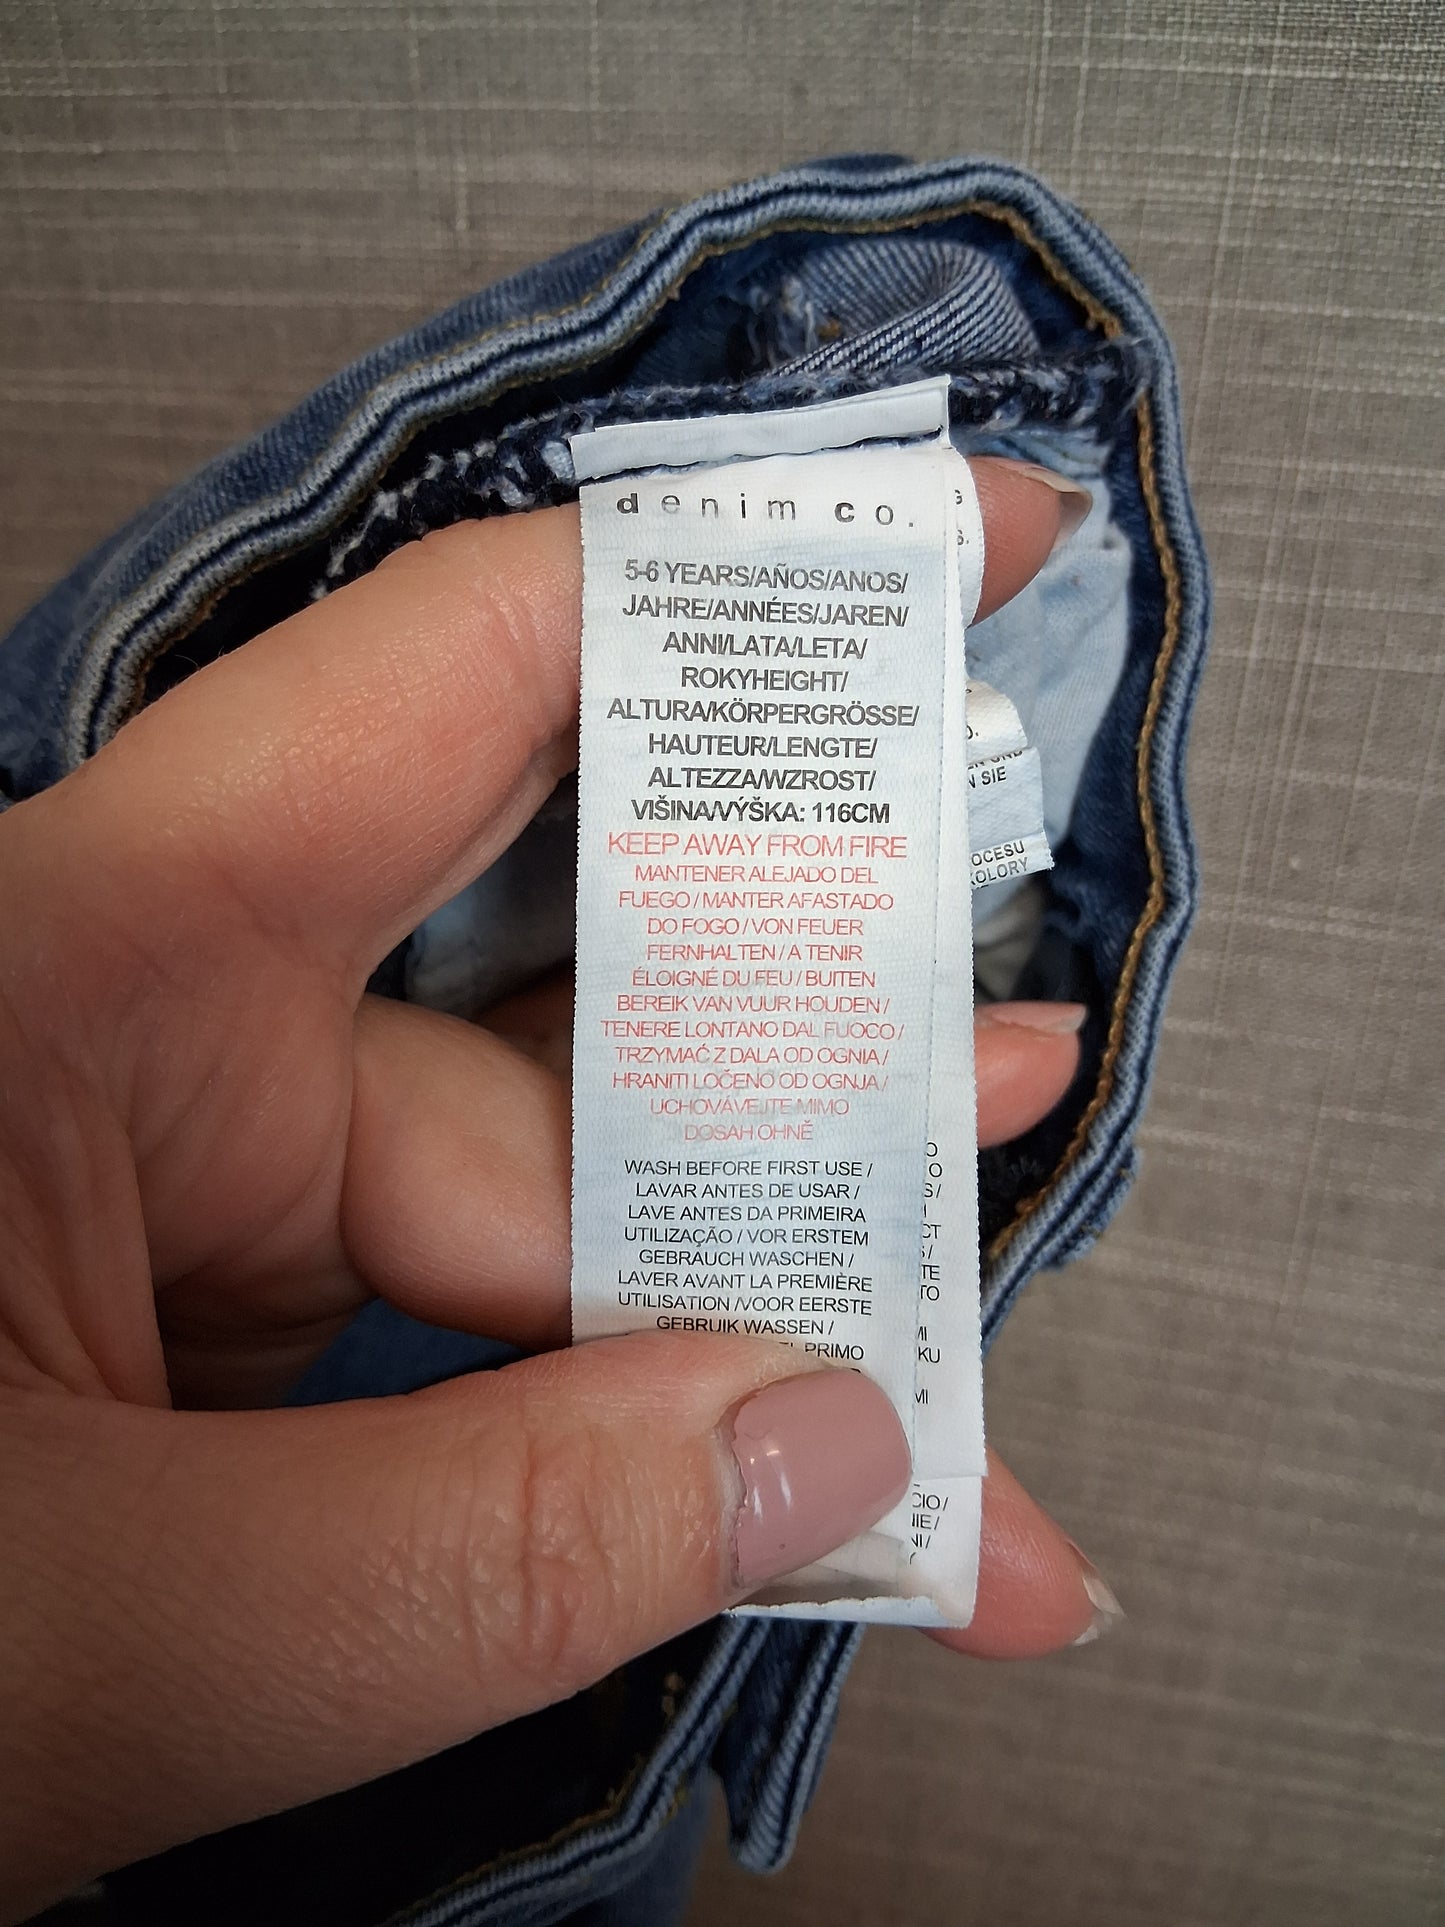 denim co.
5-6 YEARS/AÑOS/ANOS/
JAHRE/ANNÉES/JAREN/
ANNI/LATA/LETA/
ROKYHEIGHT/
ALTURA/KÖRPERGRÖSSE/
HAUTEUR/LENGTE/
ALTEZZA/WZROST/
VIŠINA/VÝŠKA: 116CM
KEEP AWAY FROM FIRE
MANTENER ALEJADO DEL
FUEGO / MANTER AFASTADO
DO FOGO / VON FEUER
FERNHALTEN / A TENIR
ÉLOIGNÉ DU FEU / BUITEN
BEREIK VAN VUUR HOUDEN /
TENERE LONTANO DAL FUOCO /
TRZYMAĆ Z DALA OD OGNIA /
HRANITI LOČENO OD OGNJA /
UCHOVÁVEJTE MIMO
DOSAH OHNĚ
WASH BEFORE FIRST USE /
LAVAR ANTES DE USAR /
LAVE ANTES DA PRIMEIRA
UTILIZAÇÃO / VOR ERSTEM
GEBRAUCH WASCHEN /
LAVER AVANT LA PREMIÈRE
UTILISATION /VOOR EERSTE
GEBRUIK WASSEN /
PRIMO
SIE